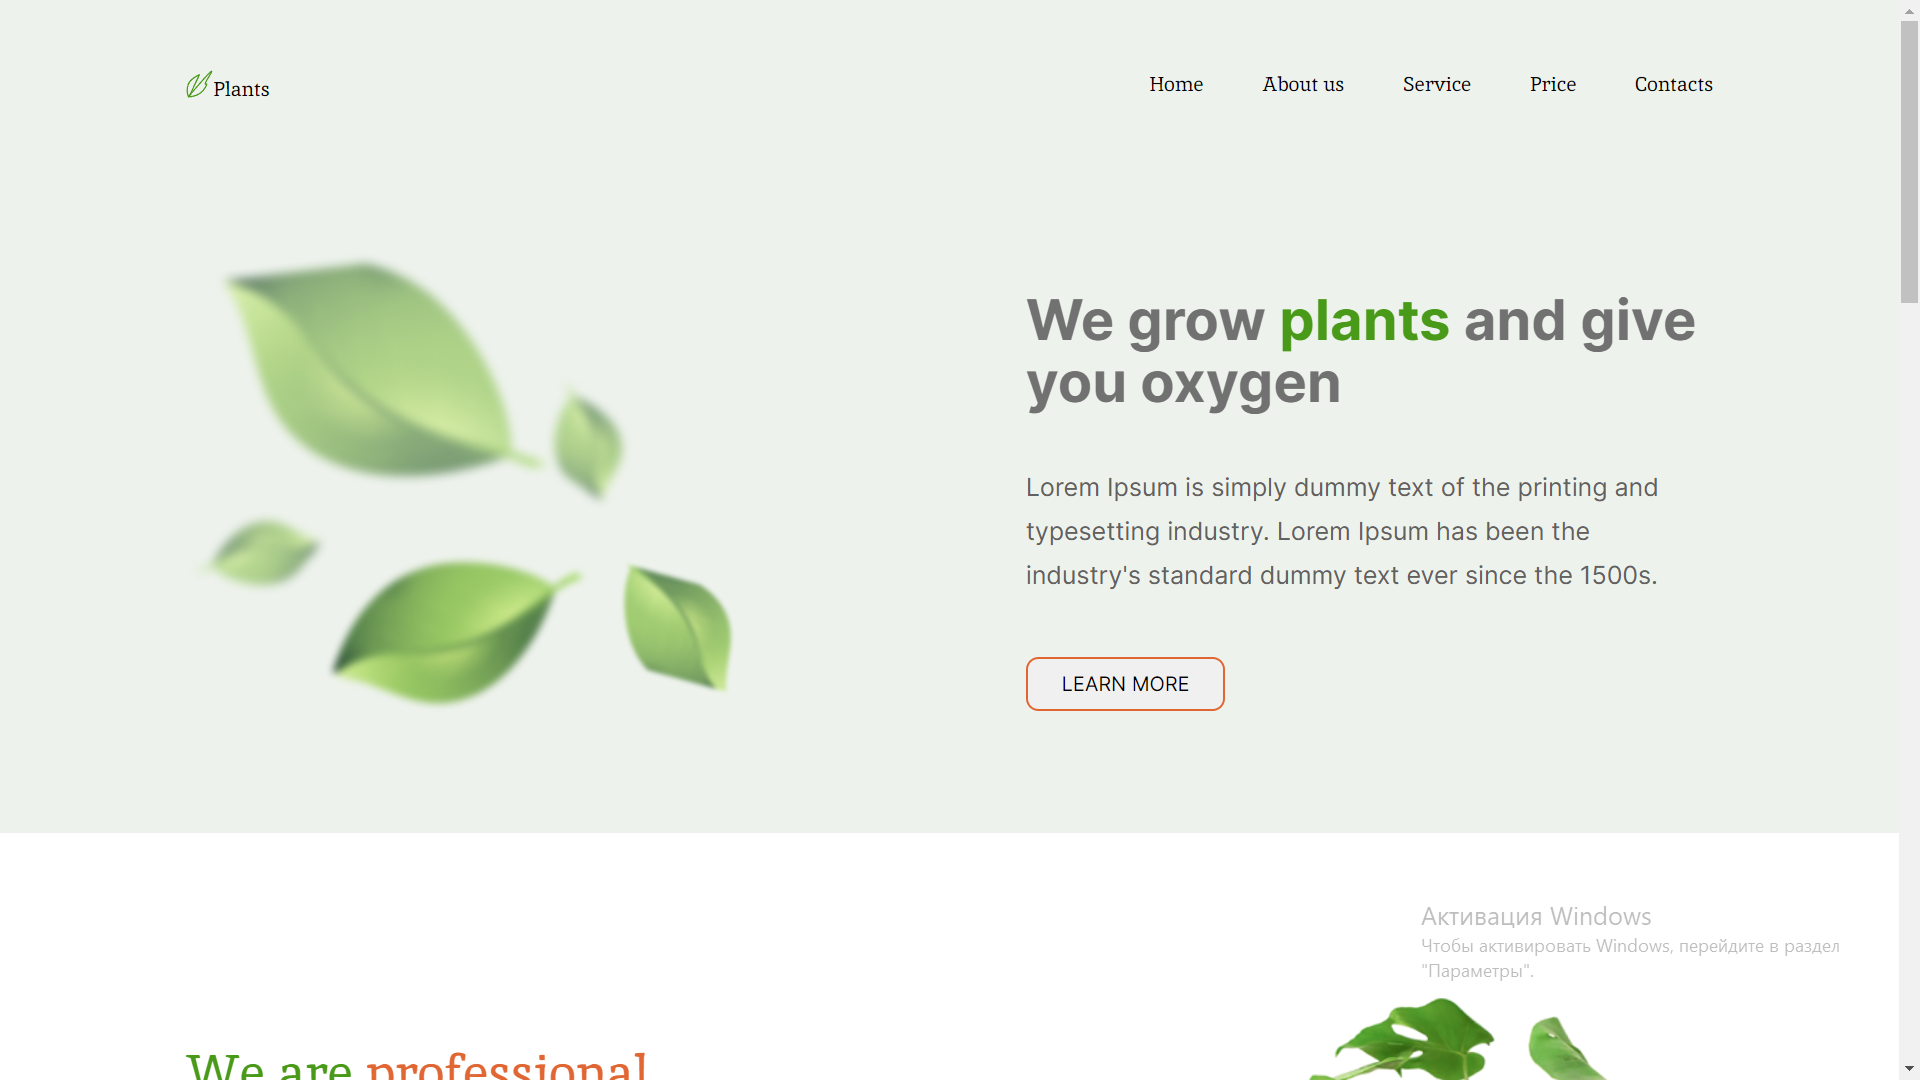 Plants
Home
About us
Service
Price
Contacts
We grow plants and give
you oxygen
Lorem Ipsum is simply dummy text of the printing and
typesetting industry. Lorem Ipsum has been the
industry's standard dummy text ever since the 1500s.
LEARN MORE
Активация Windows
Чтобы активировать Windows, перейдите в раздел
"Параметры".
We are professional